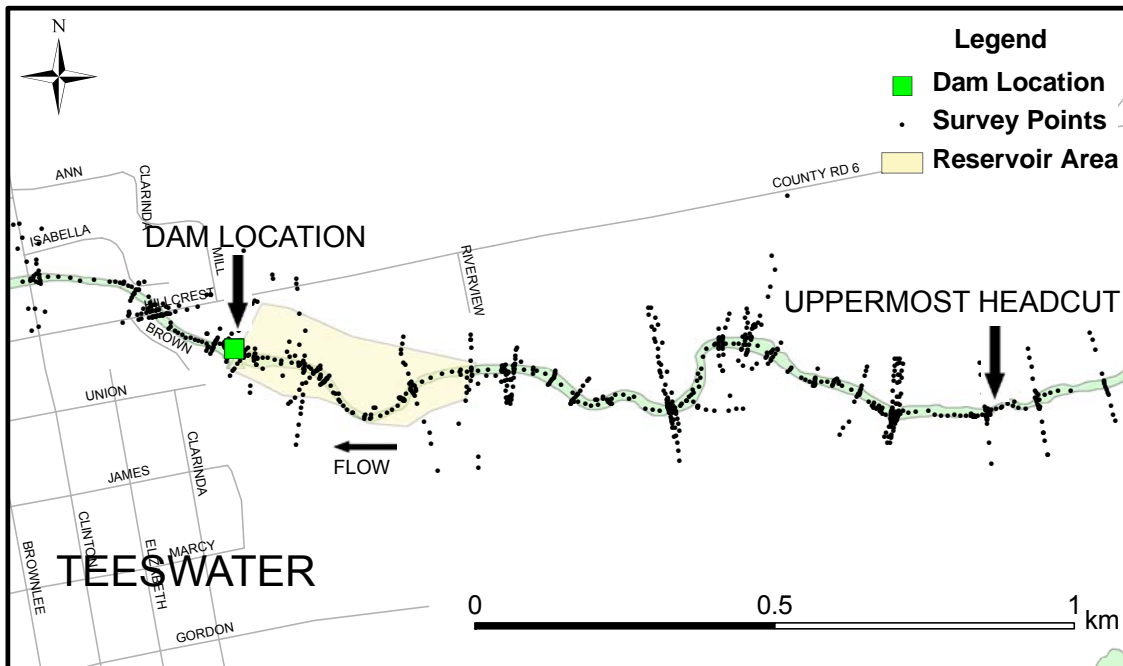 N
Legend
Dam Location
Survey Points
Reservoir Area
COUNTY RD 6
ANN
CLARINDA
ISABELLA
MILL
DAM LOCATION
RIVERVIEW
HILLCREST
UPPERMOST HEADCUT
BROWN
UNION
CLARINDA
FLOW
JAMES
CLINTON
BROWNLEE
ELIZABETH
MARCY
TEESWATER
GORDON
0 0.5 1
km